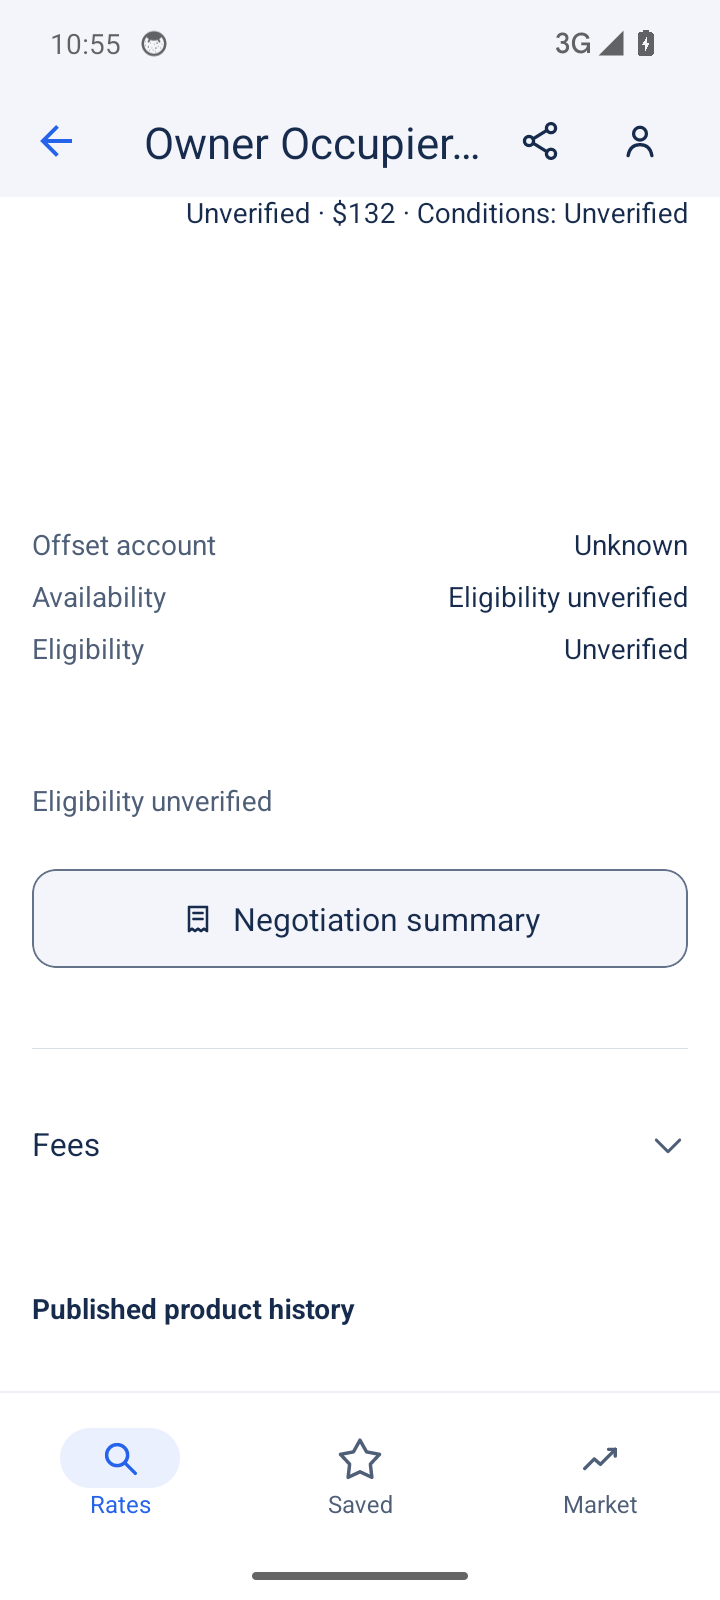 10:55
3G
Owner Occupier...
Unverified · $132 · Conditions: Unverified
Offset account Unknown
Availability Eligibility unverified
Eligibility Unverified
Eligibility unverified
Negotiation summary
Fees
Published product history
Rates Saved Market